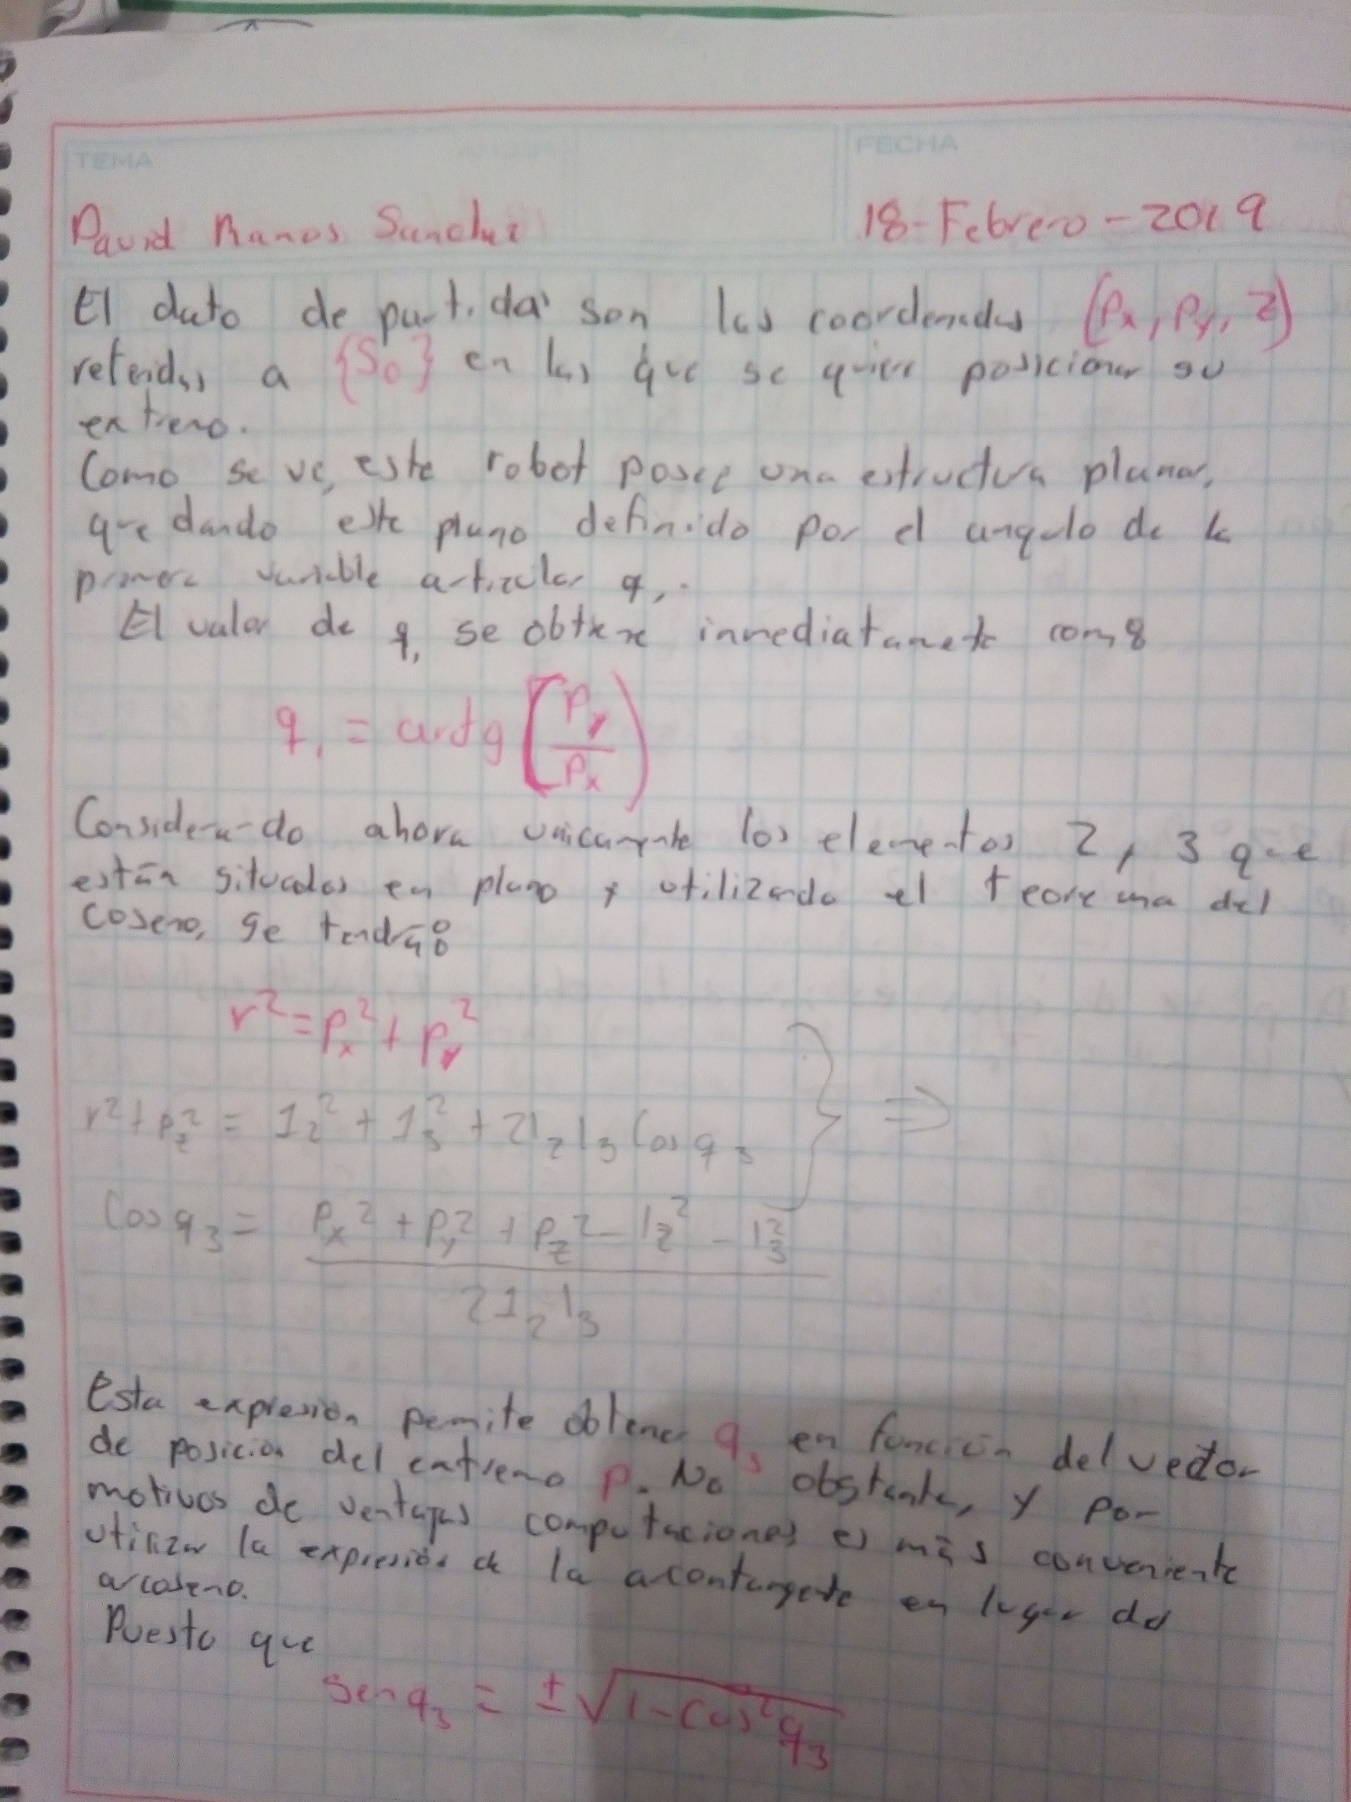 TEMA
FECHA
David Ramos Sanchez
18-Febrero-2019
El dato de partida son las coordenadas (Px, Py, Z)
referidas a {S0} en las que se quiere posicionar su
extremo.
Como se ve, este robot posee una estructura planar,
quedando este plano definido por el angulo de la
primera variable articular q1.
El valor de q1 se obtiene inmediatamete como:
q1 = arctg (Py/Px)
Considerando ahora unicamente los elementos 2 y 3 que
están situados en plano y utilizando el teorema del
coseno, se tendrá:
r² = Px² + Py²
r² + Pz² = l2² + l3² + 2l2l3 Cos q3
} ⇒
Cos q3 = Px² + Py² + Pz² - l2² - l3²
2l2l3
Esta expresión permite obtener q3 en función del vector
de posición del extremo P. No obstante, y por
motivos de ventajas computaciones es más conveniente
utilizar la expresión de la arcontangete en lugar del
arcoseno.
Puesto que
Sen q3 = ±√1-Cos²q3